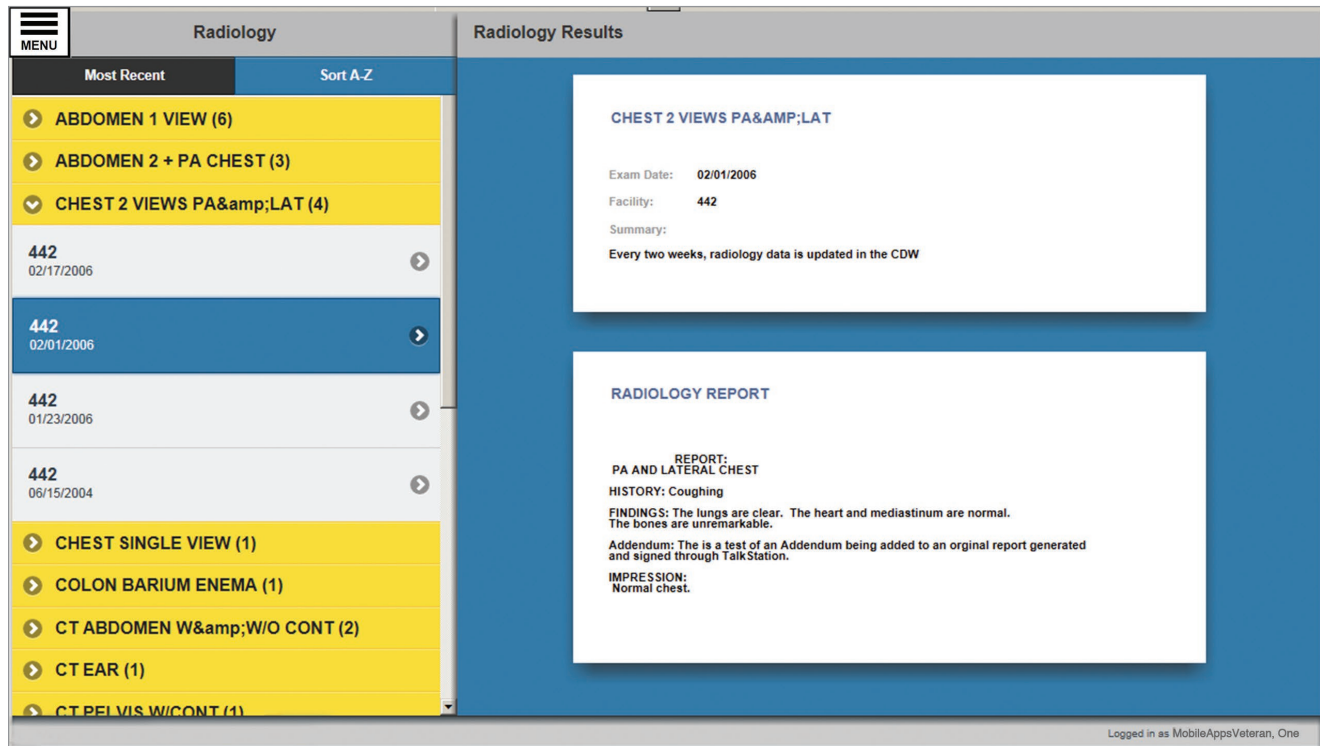 MENU
Radiology
Most Recent
Sort A-Z
ABDOMEN 1 VIEW (6)
ABDOMEN 2 + PA CHEST (3)
CHEST 2 VIEWS PA&amp;LAT (4)
442
02/17/2006
442
02/01/2006
442
01/23/2006
442
06/15/2004
CHEST SINGLE VIEW (1)
COLON BARIUM ENEMA (1)
CT ABDOMEN W&amp;W/O CONT (2)
CT EAR (1)
CT PELVIS W/CONT (1)
Radiology Results
CHEST 2 VIEWS PA&AMP;LAT
Exam Date: 02/01/2006
Facility: 442
Summary:
Every two weeks, radiology data is updated in the CDW
RADIOLOGY REPORT
REPORT:
PA AND LATERAL CHEST
HISTORY: Coughing
FINDINGS: The lungs are clear. The heart and mediastinum are normal.
The bones are unremarkable.
Addendum: The is a test of an Addendum being added to an orginal report generated
and signed through TalkStation.
IMPRESSION:
Normal chest.
Logged in as MobileAppsVeteran, One